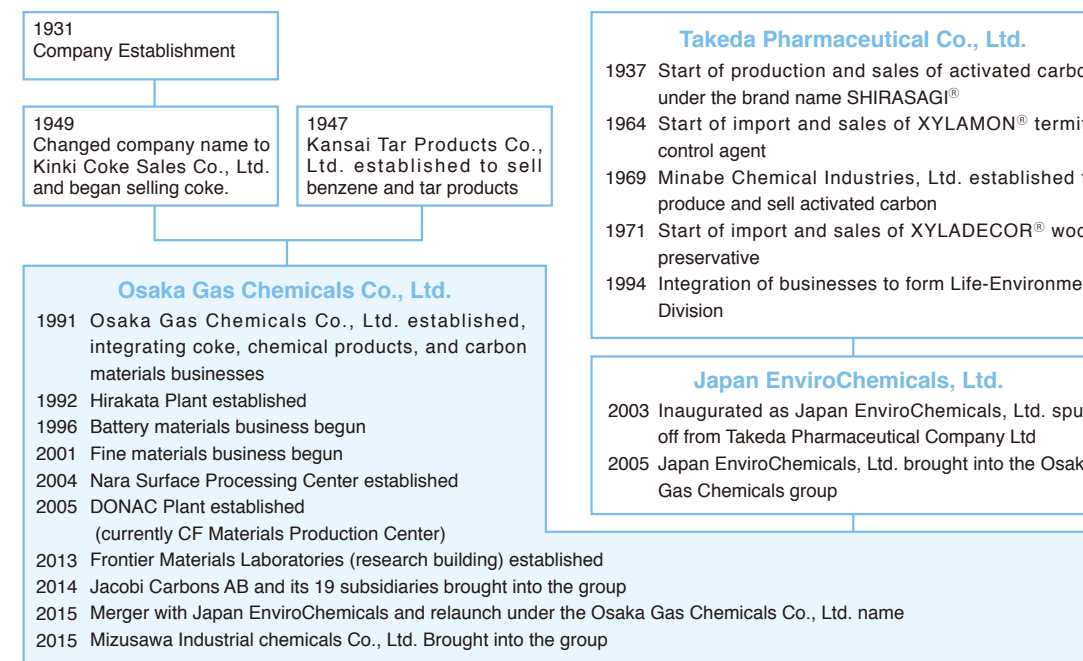 1931
Company Establishment
1949
Changed company name to
Kinki Coke Sales Co., Ltd.
and began selling coke.
1947
Kansai Tar Products Co.,
Ltd. established to sell
benzene and tar products
Osaka Gas Chemicals Co., Ltd.
1991 Osaka Gas Chemicals Co., Ltd. established,
integrating coke, chemical products, and carbon
materials businesses
1992 Hirakata Plant established
1996 Battery materials business begun
2001 Fine materials business begun
2004 Nara Surface Processing Center established
2005 DONAC Plant established
(currently CF Materials Production Center)
2013 Frontier Materials Laboratories (research building) established
2014 Jacobi Carbons AB and its 19 subsidiaries brought into the group
2015 Merger with Japan EnviroChemicals and relaunch under the Osaka Gas Chemicals Co., Ltd. name
2015 Mizusawa Industrial chemicals Co., Ltd. Brought into the group
Takeda Pharmaceutical Co., Ltd.
1937 Start of production and sales of activated
under the brand name SHIRASAGI®
1964 Start of import and sales of XYLAMON®
control agent
1969 Minabe Chemical Industries, Ltd. established
produce and sell activated carbon
1971 Start of import and sales of XYLADECOR®
preservative
1994 Integration of businesses to form
Division
Japan EnviroChemicals, Ltd.
2003 Inaugurated as Japan EnviroChemicals, Ltd.
off from Takeda Pharmaceutical Company Ltd
2005 Japan EnviroChemicals, Ltd. brought into the
Gas Chemicals group